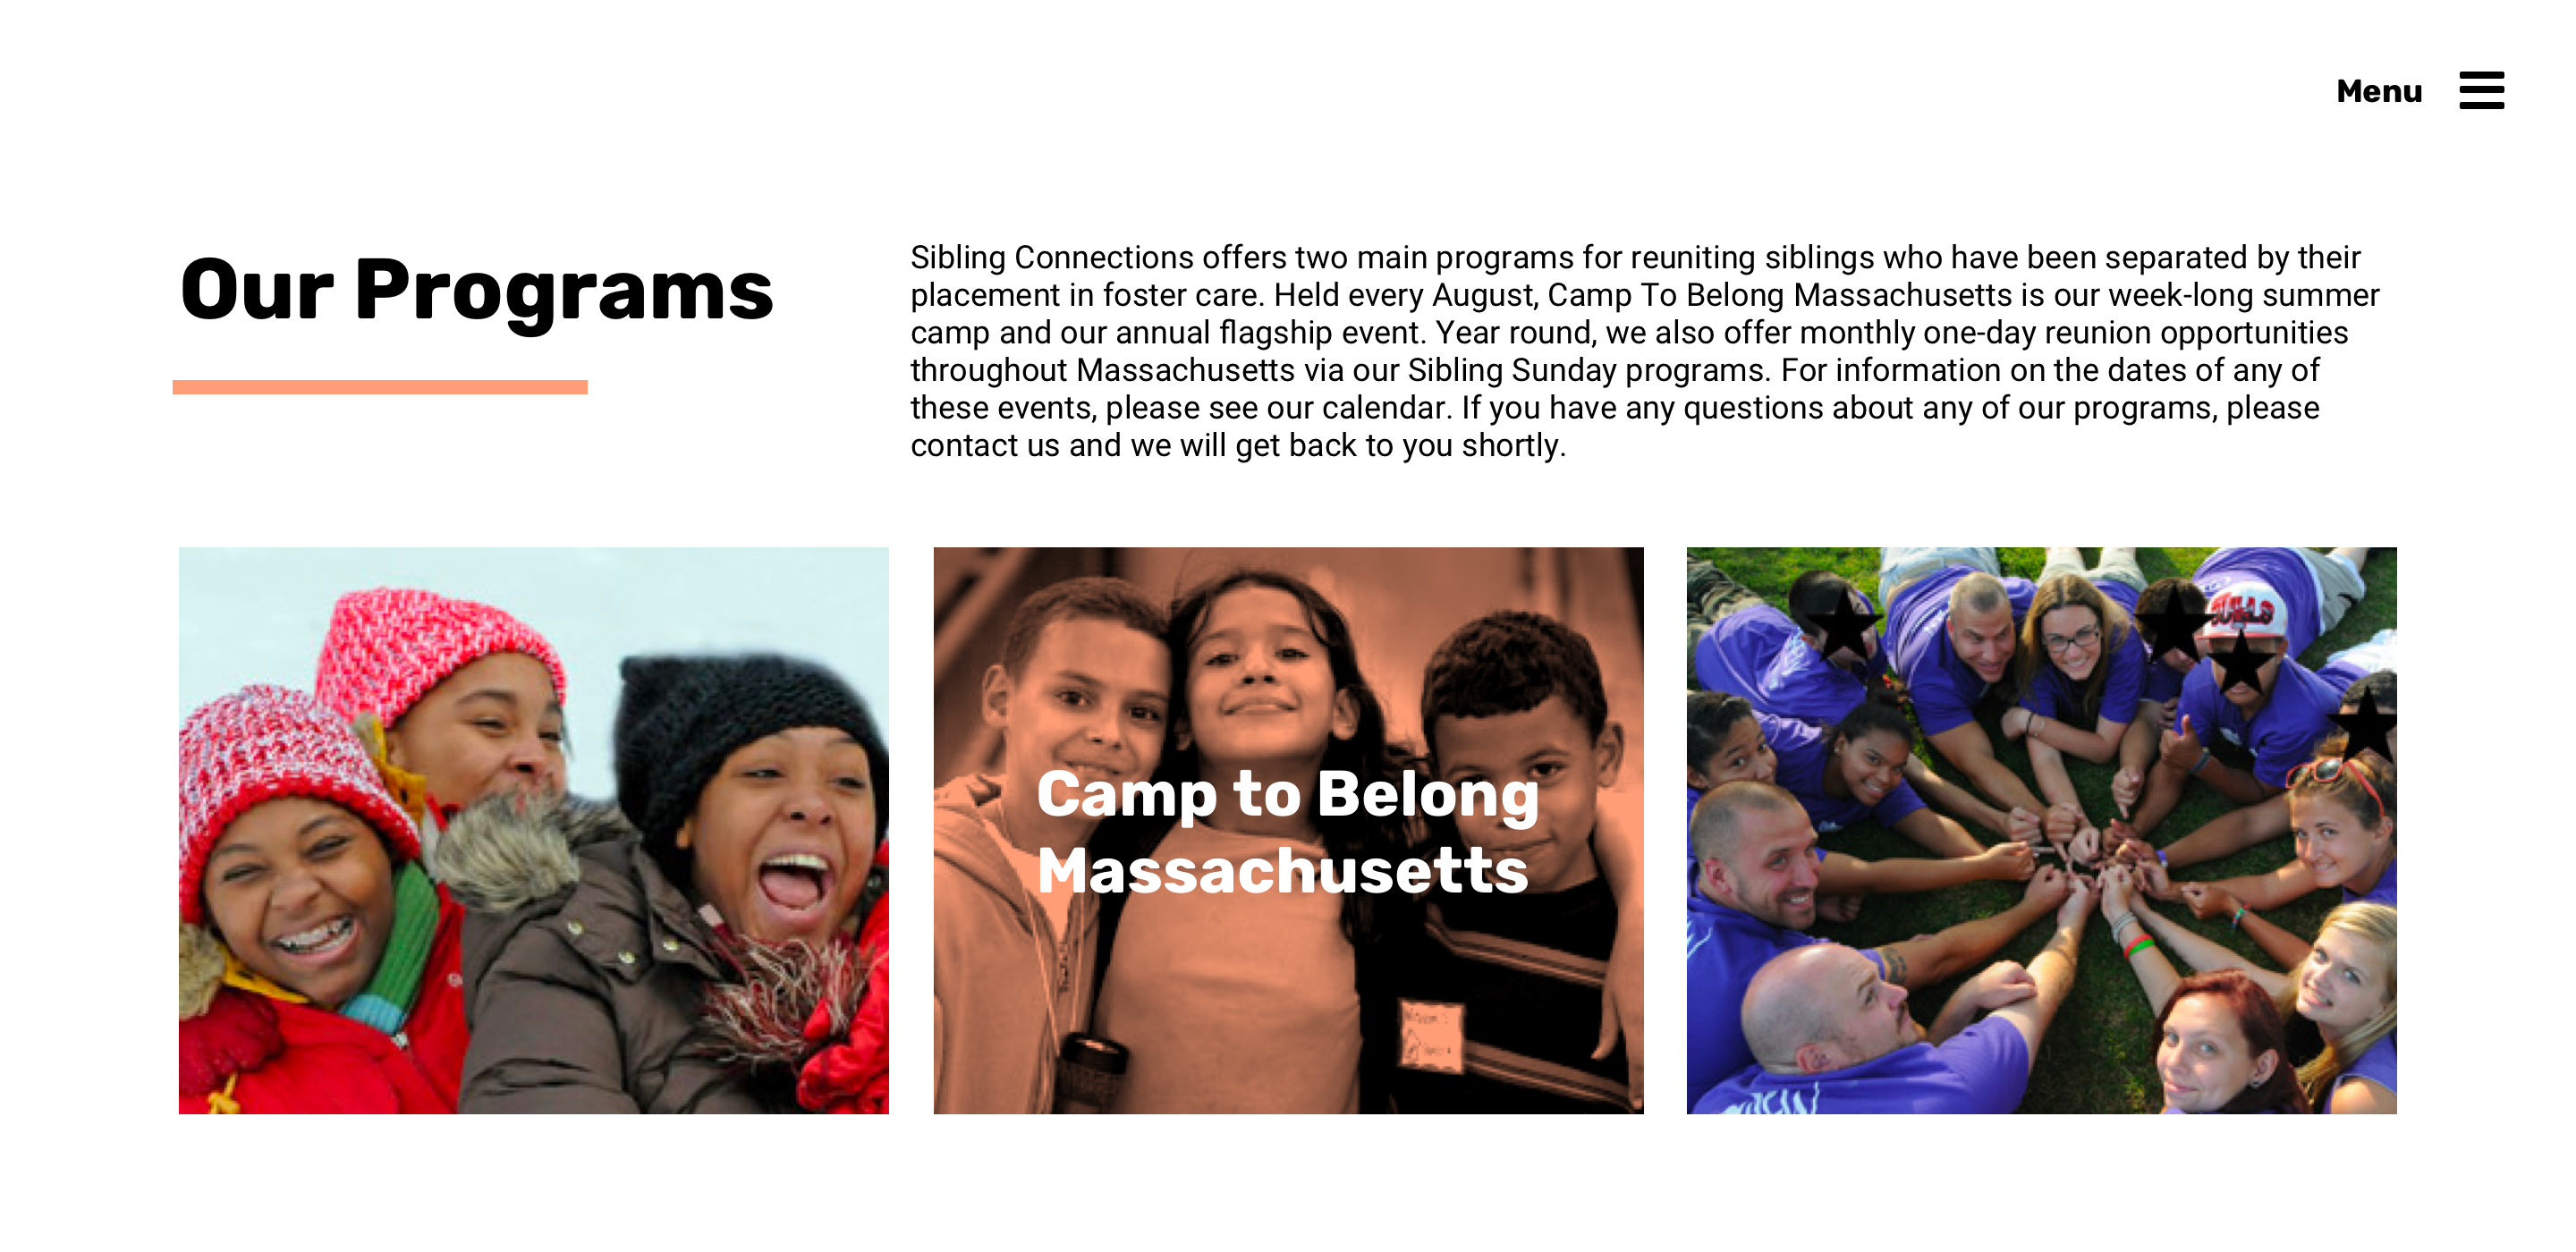 Menu
Our Programs
Sibling Connections offers two main programs for reuniting siblings who have been separated by their
placement in foster care. Held every August, Camp To Belong Massachusetts is our week-long summer
camp and our annual flagship event. Year round, we also offer monthly one-day reunion opportunities
throughout Massachusetts via our Sibling Sunday programs. For information on the dates of any of
these events, please see our calendar. If you have any questions about any of our programs, please
contact us and we will get back to you shortly.
Camp to Belong
Massachusetts